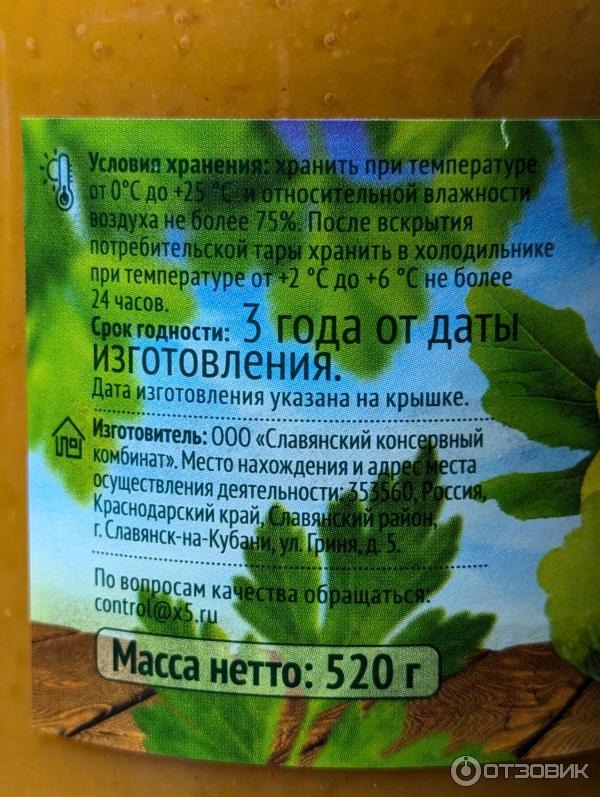 Условия хранения: хранить при температуре
от 0°С до +25 °С и относительной влажности
воздуха не более 75%. После вскрытия
потребительской тары хранить в холодильнике
при температуре от +2 °С до +6 °С не более
24 часов.
Срок годности: 3 года от даты
изготовления.
Дата изготовления указана на крышке.
Изготовитель: ООО «Славянский консервный
комбинат». Место нахождения и адрес места
осуществления деятельности: 353560, Россия,
Краснодарский край, Славянский район,
г. Славянск-на-Кубани, ул. Гриня, д. 5.
По вопросам качества обращаться:
control@x5.ru
Масса нетто: 520 г
ОТЗОВИК